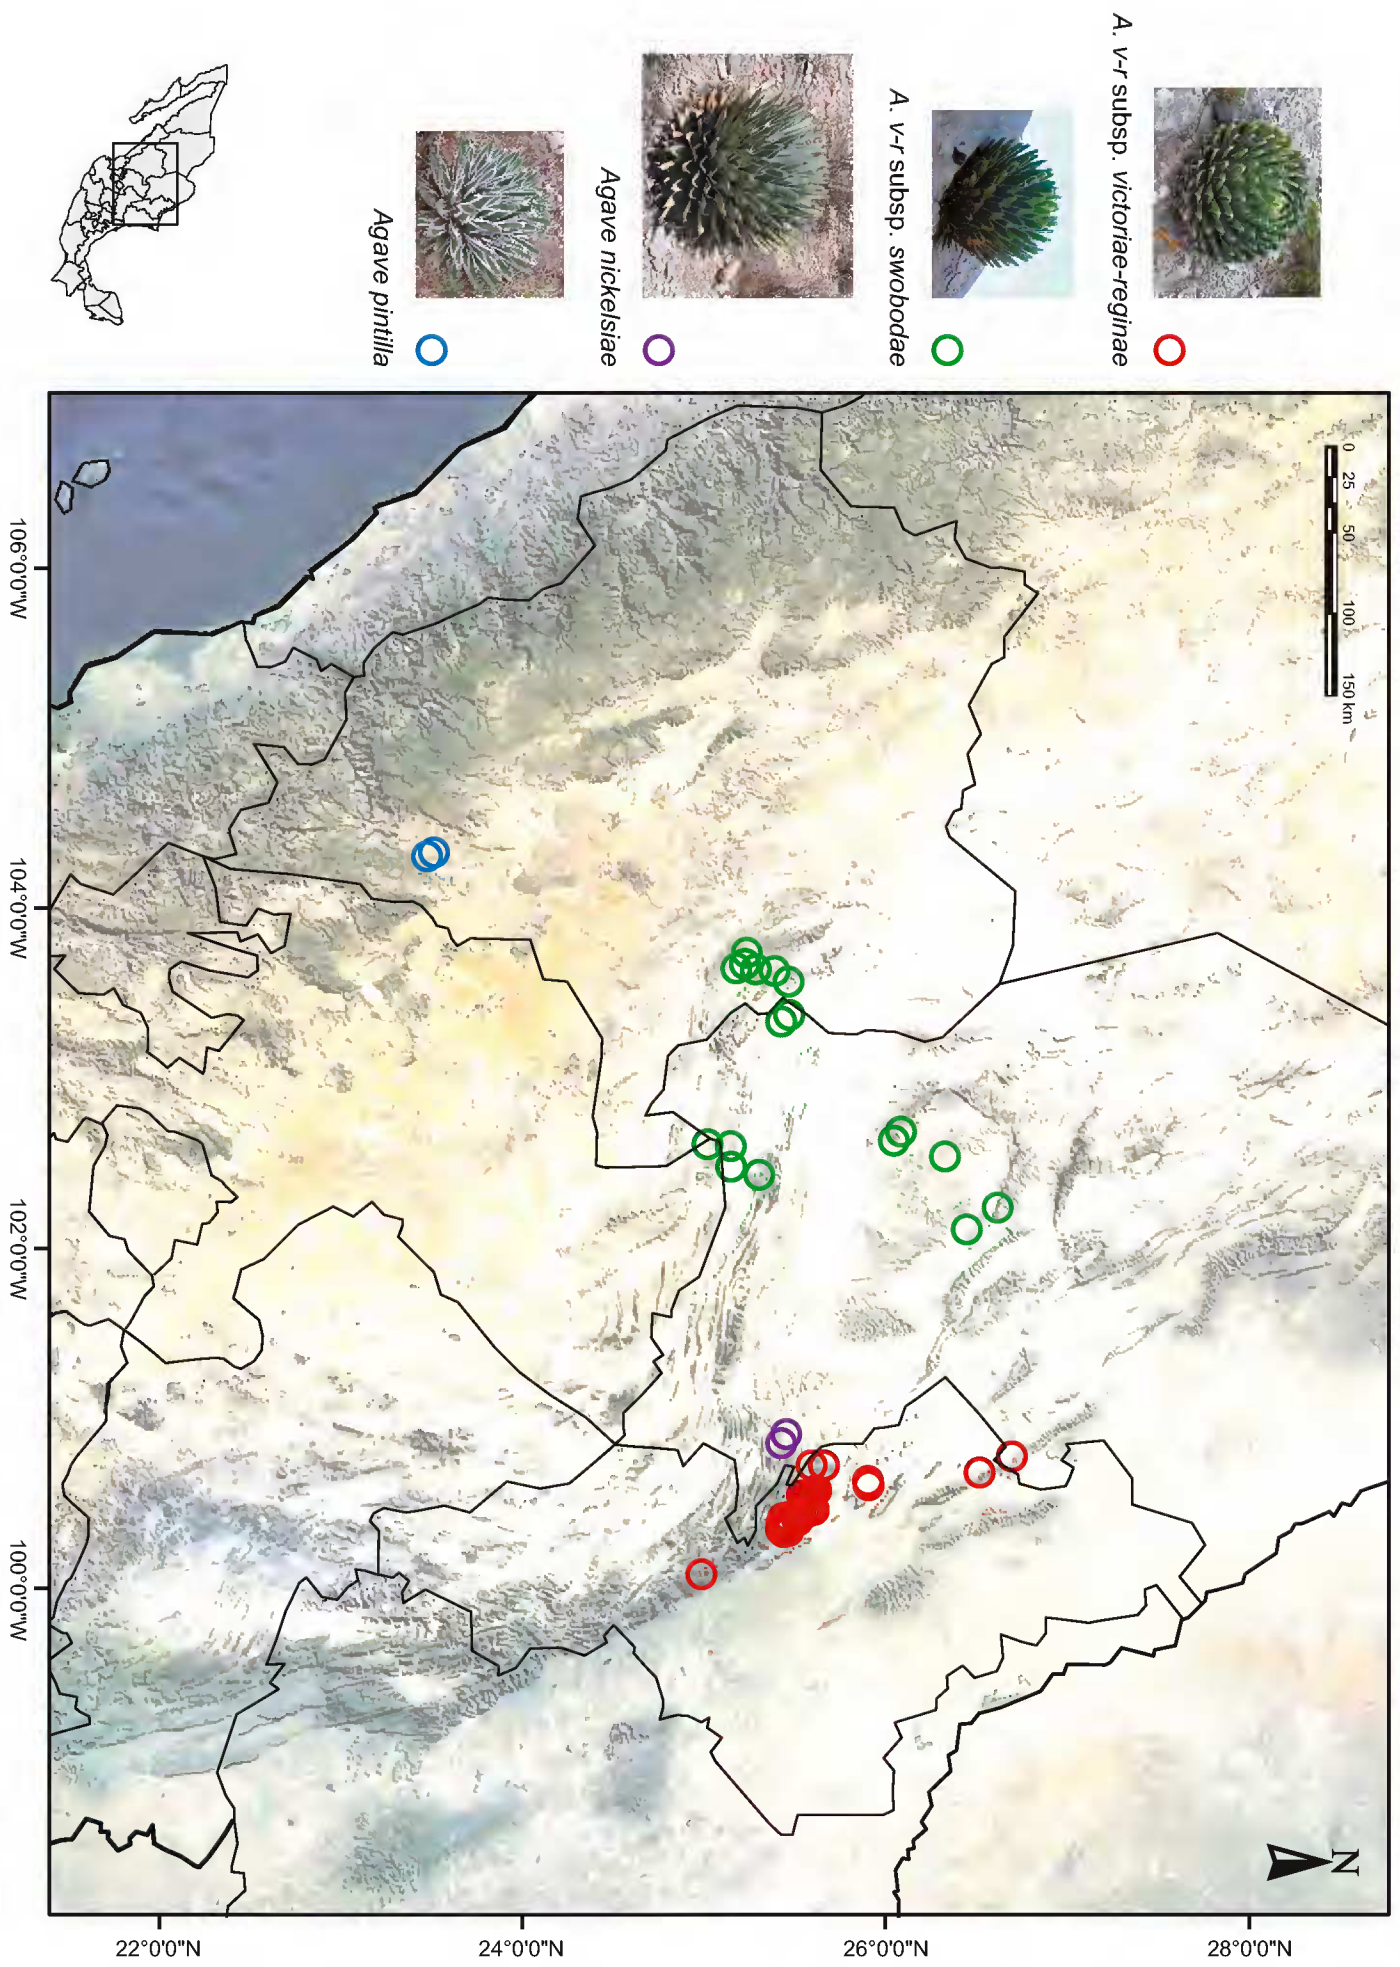 A. v-r subsp. victoriae-reginae
A. v-r subsp. swobodae
Agave nickelsiae
Agave pintilla
0 25 50 100 150 km
N
28°0'0"N
26°0'0"N
24°0'0"N
22°0'0"N
106°0'0"W
104°0'0"W
102°0'0"W
100°0'0"W